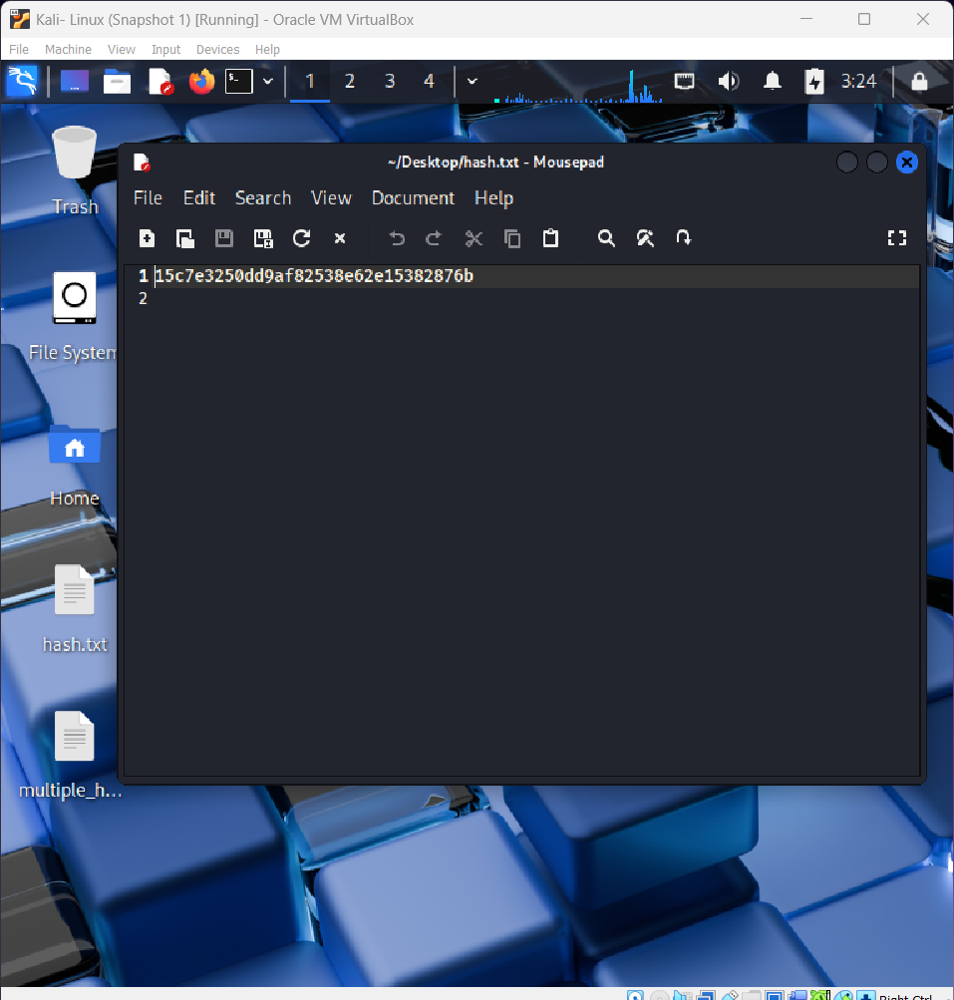 Kali- Linux (Snapshot 1) [Running] - Oracle VM VirtualBox
File Machine View Input Devices Help
1 2 3 4 3:24
~/Desktop/hash.txt - Mousepad
File Edit Search View Document Help
1 15c7e3250dd9af82538e62e15382876b
2
Trash
File System
Home
hash.txt
multiple_h...
Right Ctrl